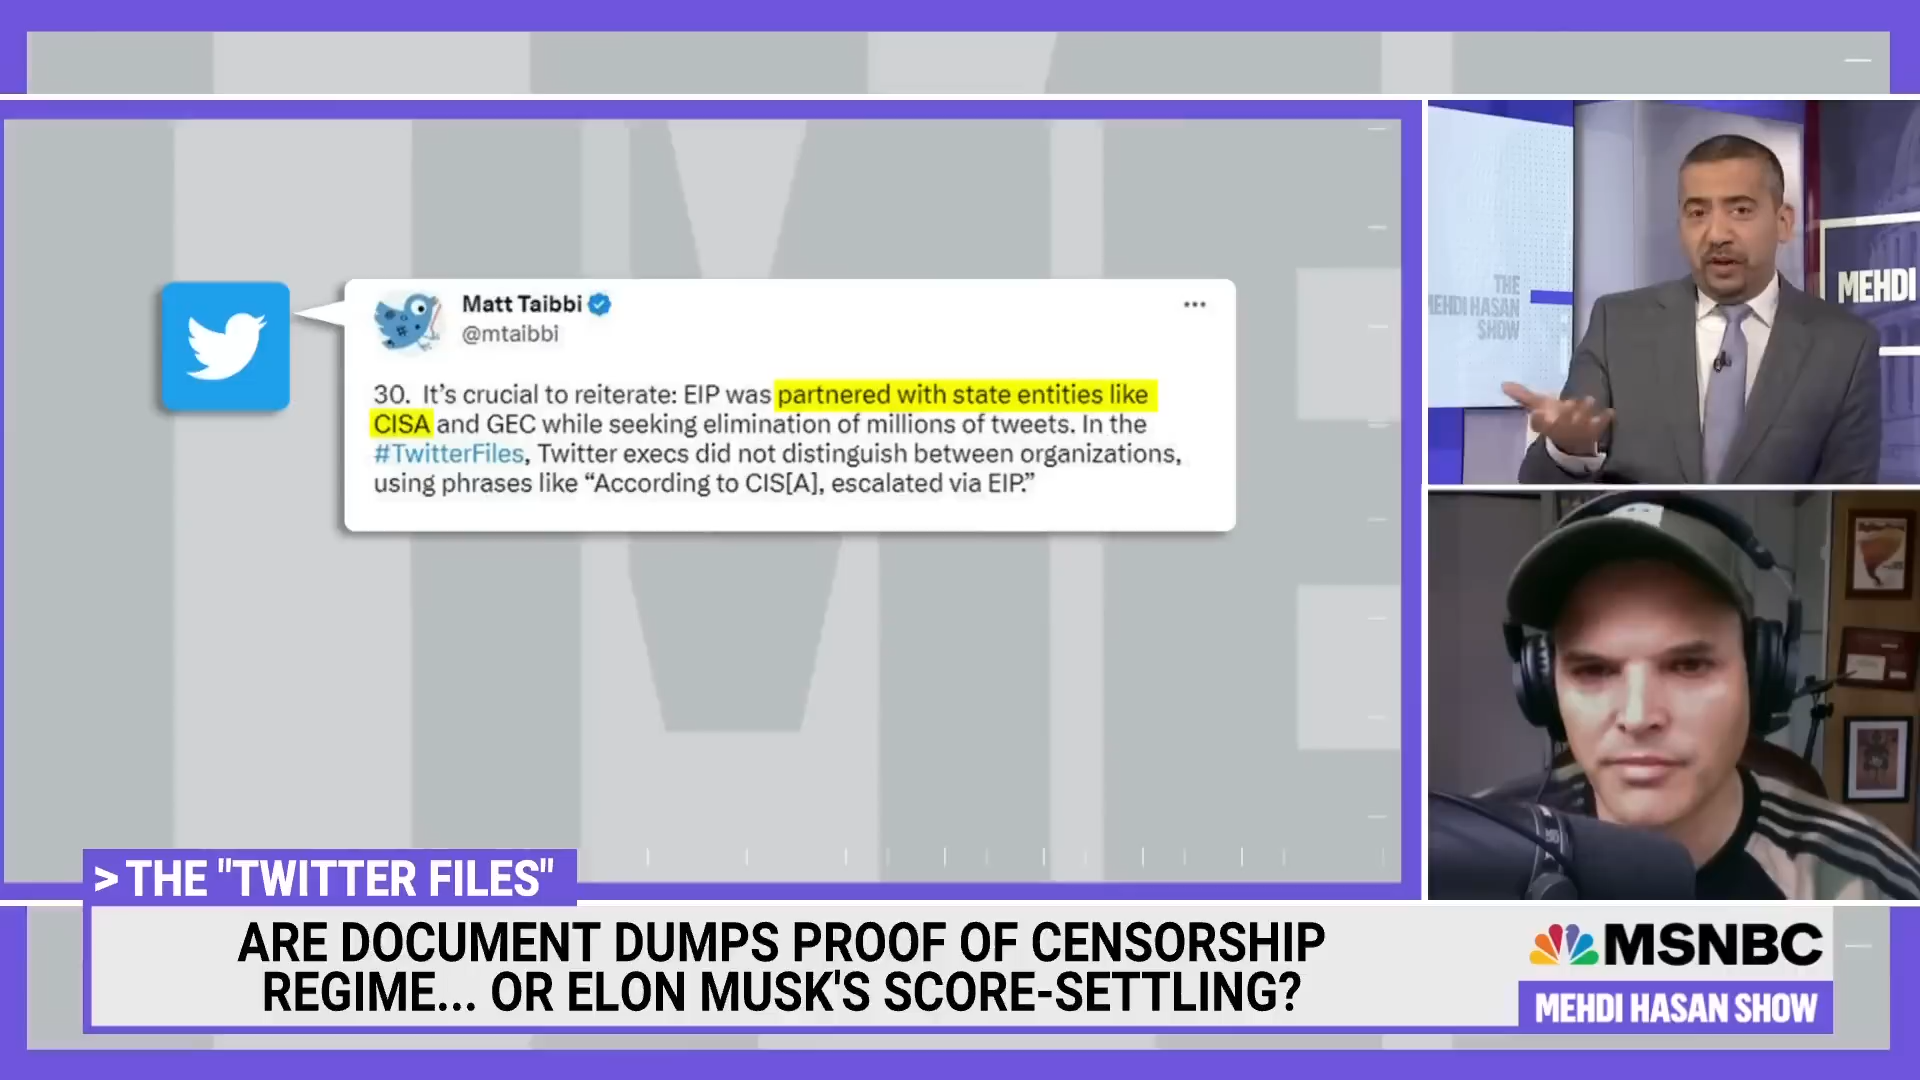 THE
MEHDI HASAN
SHOW
MEHDI
Matt Taibbi
@mtaibbi
30. It’s crucial to reiterate: EIP was partnered with state entities like
CISA and GEC while seeking elimination of millions of tweets. In the
#TwitterFiles, Twitter execs did not distinguish between organizations,
using phrases like “According to CIS[A], escalated via EIP.”
> THE "TWITTER FILES"
ARE DOCUMENT DUMPS PROOF OF CENSORSHIP
REGIME... OR ELON MUSK'S SCORE-SETTLING?
MSNBC
MEHDI HASAN SHOW